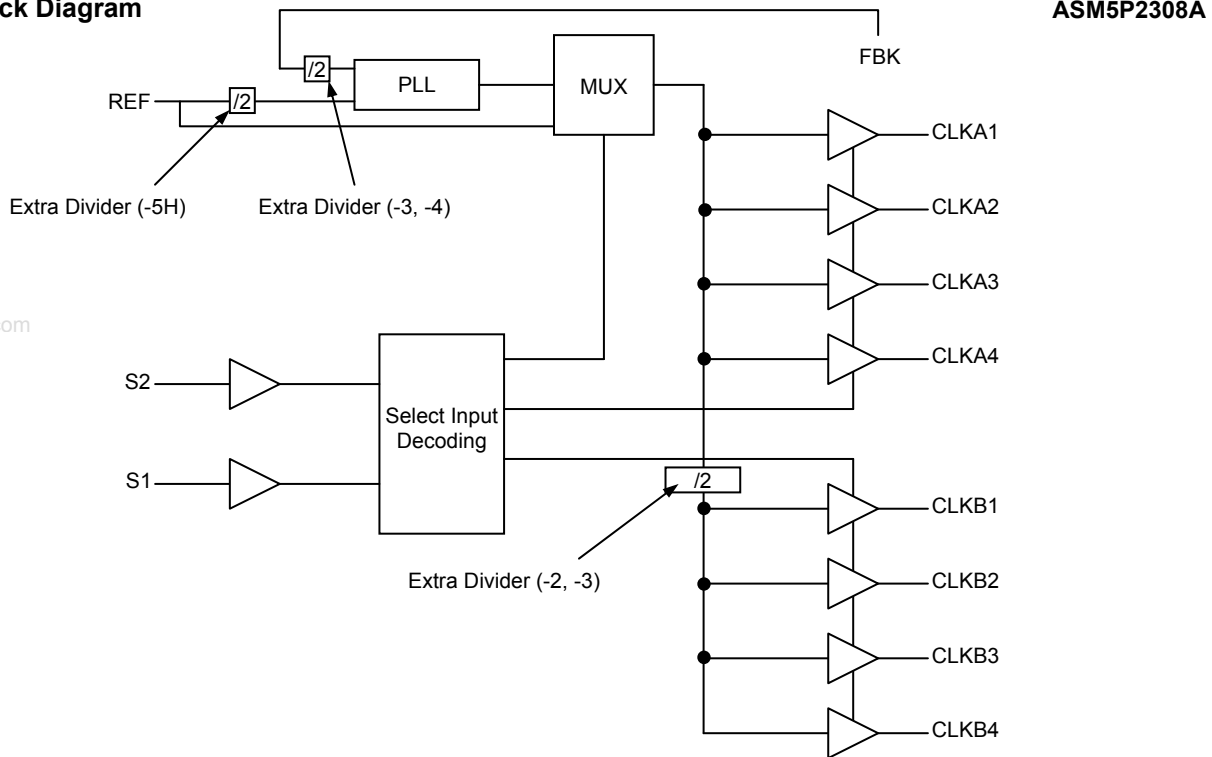 ck Diagram
ASM5P2308A
FBK
/2
PLL
MUX
REF
/2
CLKA1
Extra Divider (-5H)
Extra Divider (-3, -4)
CLKA2
CLKA3
om
CLKA4
S2
Select Input
Decoding
S1
/2
CLKB1
Extra Divider (-2, -3)
CLKB2
CLKB3
CLKB4